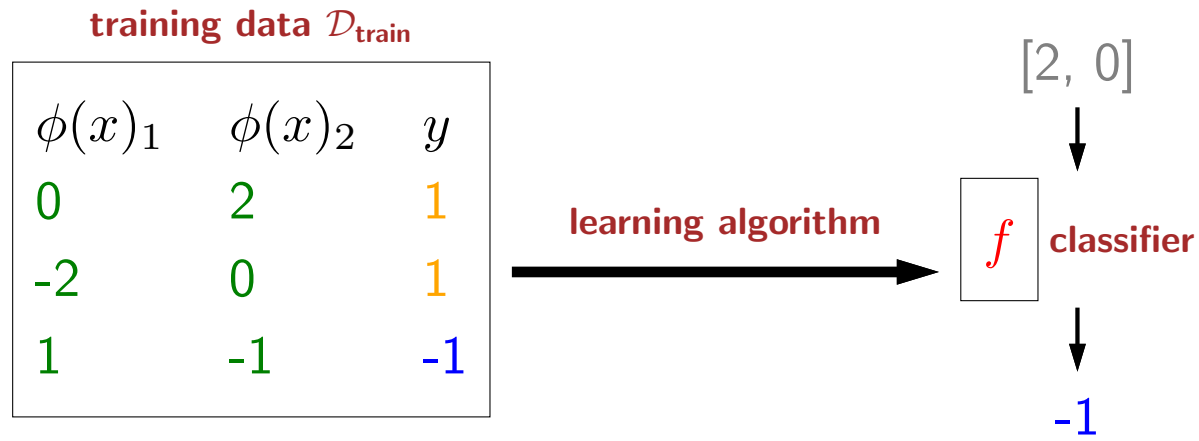 training data 𝒟train
ϕ(x)₁ ϕ(x)₂ y
0 2 1
-2 0 1
1 -1 -1
learning algorithm
[2, 0]
f
classifier
-1